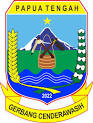 PAPUA TENGAH
2022
GERBANG CENDERAWASIH